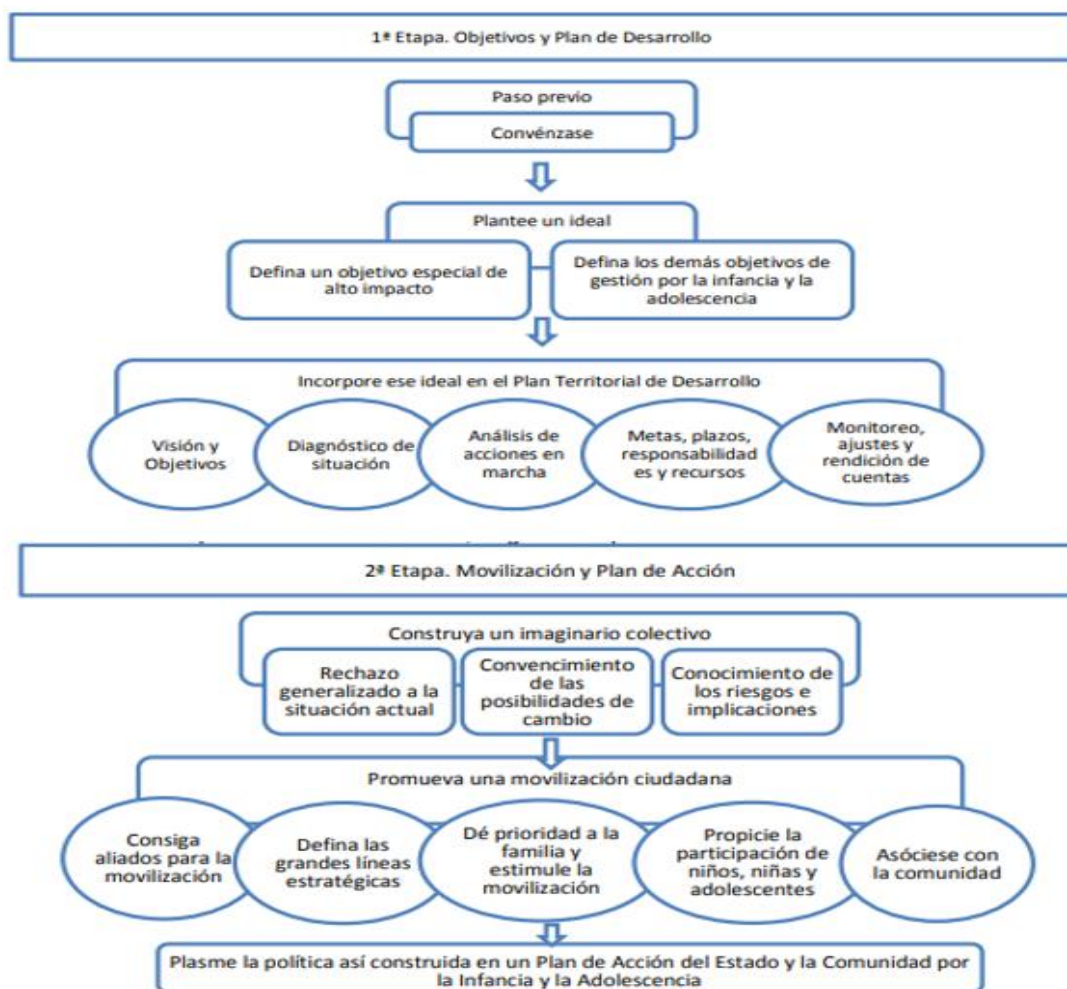 1ª Etapa. Objetivos y Plan de Desarrollo
Paso previo
Convénzase
Plantee un ideal
Defina un objetivo especial de
alto impacto
Defina los demás objetivos de
gestión por la infancia y la
adolescencia
Incorpore ese ideal en el Plan Territorial de Desarrollo
Visión y
Objetivos
Diagnóstico de
situación
Análisis de
acciones en
marcha
Metas, plazos,
responsabilidad
es y recursos
Monitoreo,
ajustes y
rendición de
cuentas
2ª Etapa. Movilización y Plan de Acción
Construya un imaginario colectivo
Rechazo
generalizado a la
situación actual
Convencimiento
de las
posibilidades de
cambio
Conocimiento de
los riesgos e
implicaciones
Promueva una movilización ciudadana
Consiga
aliados para la
movilización
Defina las
grandes líneas
estratégicas
Dé prioridad a la
familia y
estimule la
movilización
Propicie la
participación de
niños, niñas y
adolescentes
Asóciese con
la comunidad
Plasme la política así construida en un Plan de Acción del Estado y la Comunidad por
la Infancia y la Adolescencia